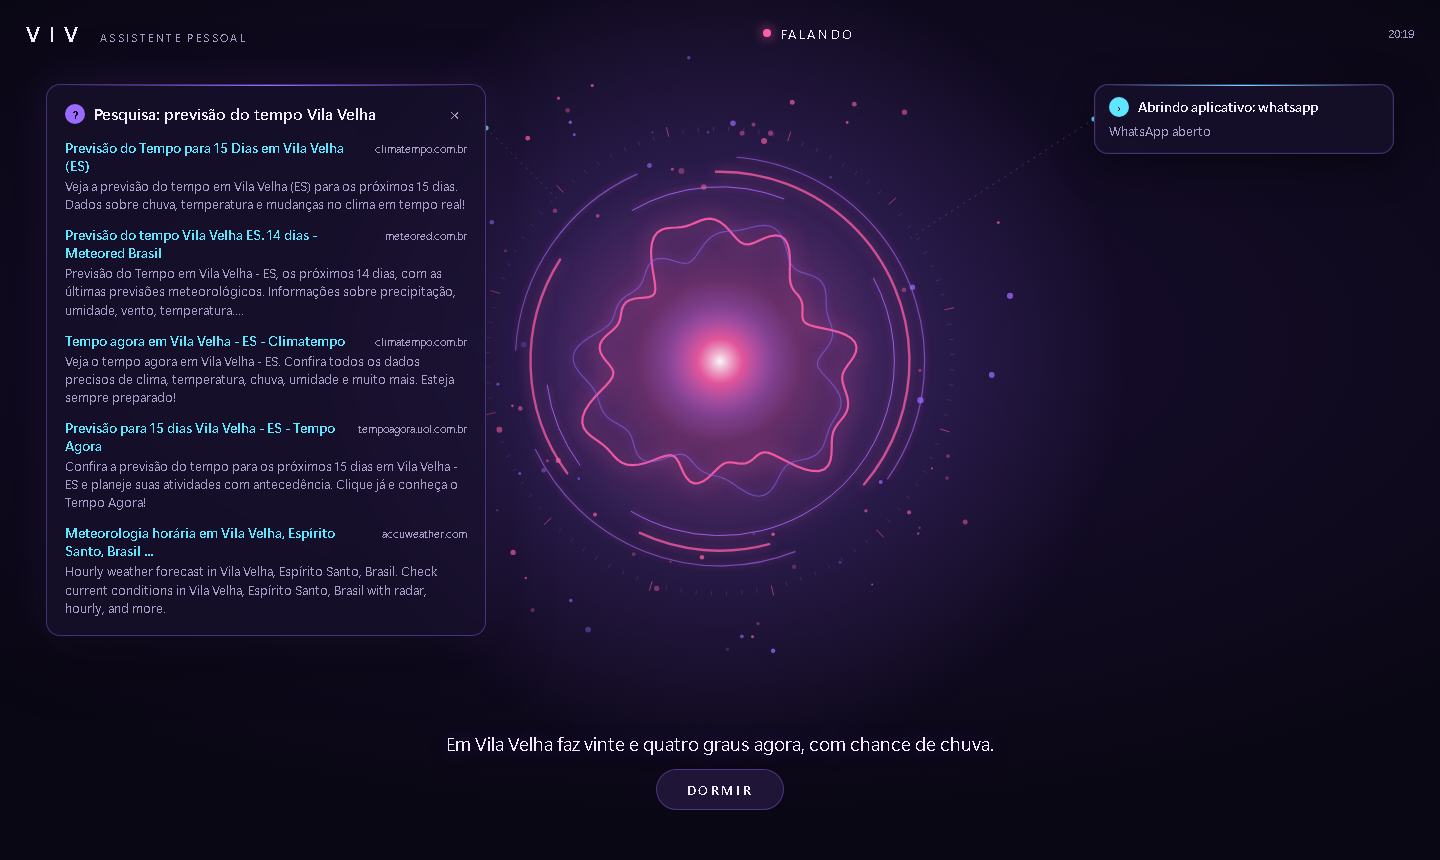 VIV ASSISTENTE PESSOAL
FALANDO
20:19
? Pesquisa: previsão do tempo Vila Velha ×
Previsão do Tempo para 15 Dias em Vila Velha climatempo.com.br
(ES)
Veja a previsão do tempo em Vila Velha (ES) para os próximos 15 dias.
Dados sobre chuva, temperatura e mudanças no clima em tempo real!
Previsão do tempo Vila Velha ES. 14 dias - meteored.com.br
Meteored Brasil
Previsão do Tempo em Vila Velha - ES, os próximos 14 dias, com as
últimas previsões meteorológicos. Informações sobre precipitação,
umidade, vento, temperatura....
Tempo agora em Vila Velha - ES - Climatempo climatempo.com.br
Veja o tempo agora em Vila Velha - ES. Confira todos os dados
precisos de clima, temperatura, chuva, umidade e muito mais. Esteja
sempre preparado!
Previsão para 15 dias Vila Velha - ES - Tempo tempoagora.uol.com.br
Agora
Confira a previsão do tempo para os próximos 15 dias em Vila Velha -
ES e planeje suas atividades com antecedência. Clique já e conheça o
Tempo Agora!
Meteorologia horária em Vila Velha, Espírito accuweather.com
Santo, Brasil ...
Hourly weather forecast in Vila Velha, Espírito Santo, Brasil. Check
current conditions in Vila Velha, Espírito Santo, Brasil with radar,
hourly, and more.
› Abrindo aplicativo: whatsapp
WhatsApp aberto
Em Vila Velha faz vinte e quatro graus agora, com chance de chuva.
DORMIR